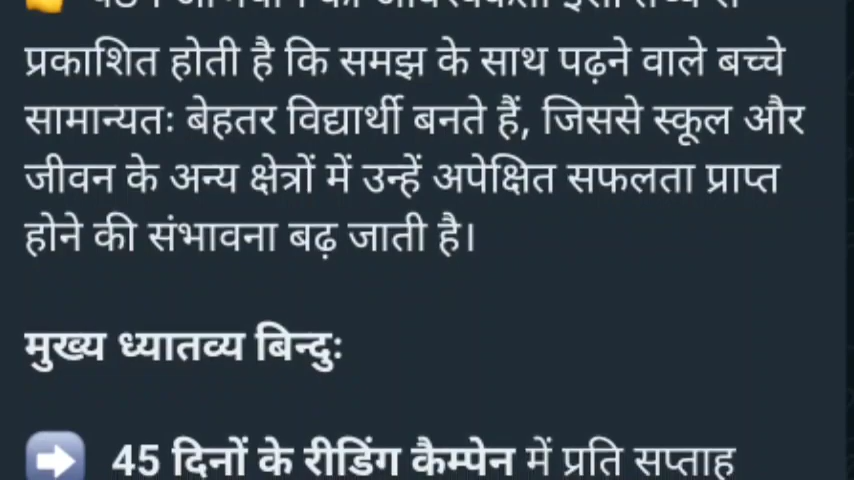 प्रकाशित होती है कि समझ के साथ पढ़ने वाले बच्चे
सामान्यतः बेहतर विद्यार्थी बनते हैं, जिससे स्कूल और
जीवन के अन्य क्षेत्रों में उन्हें अपेक्षित सफलता प्राप्त
होने की संभावना बढ़ जाती है।
मुख्य ध्यातव्य बिन्दुः
45 दिनों के रीडिंग कैम्पेन में प्रति सप्ताह